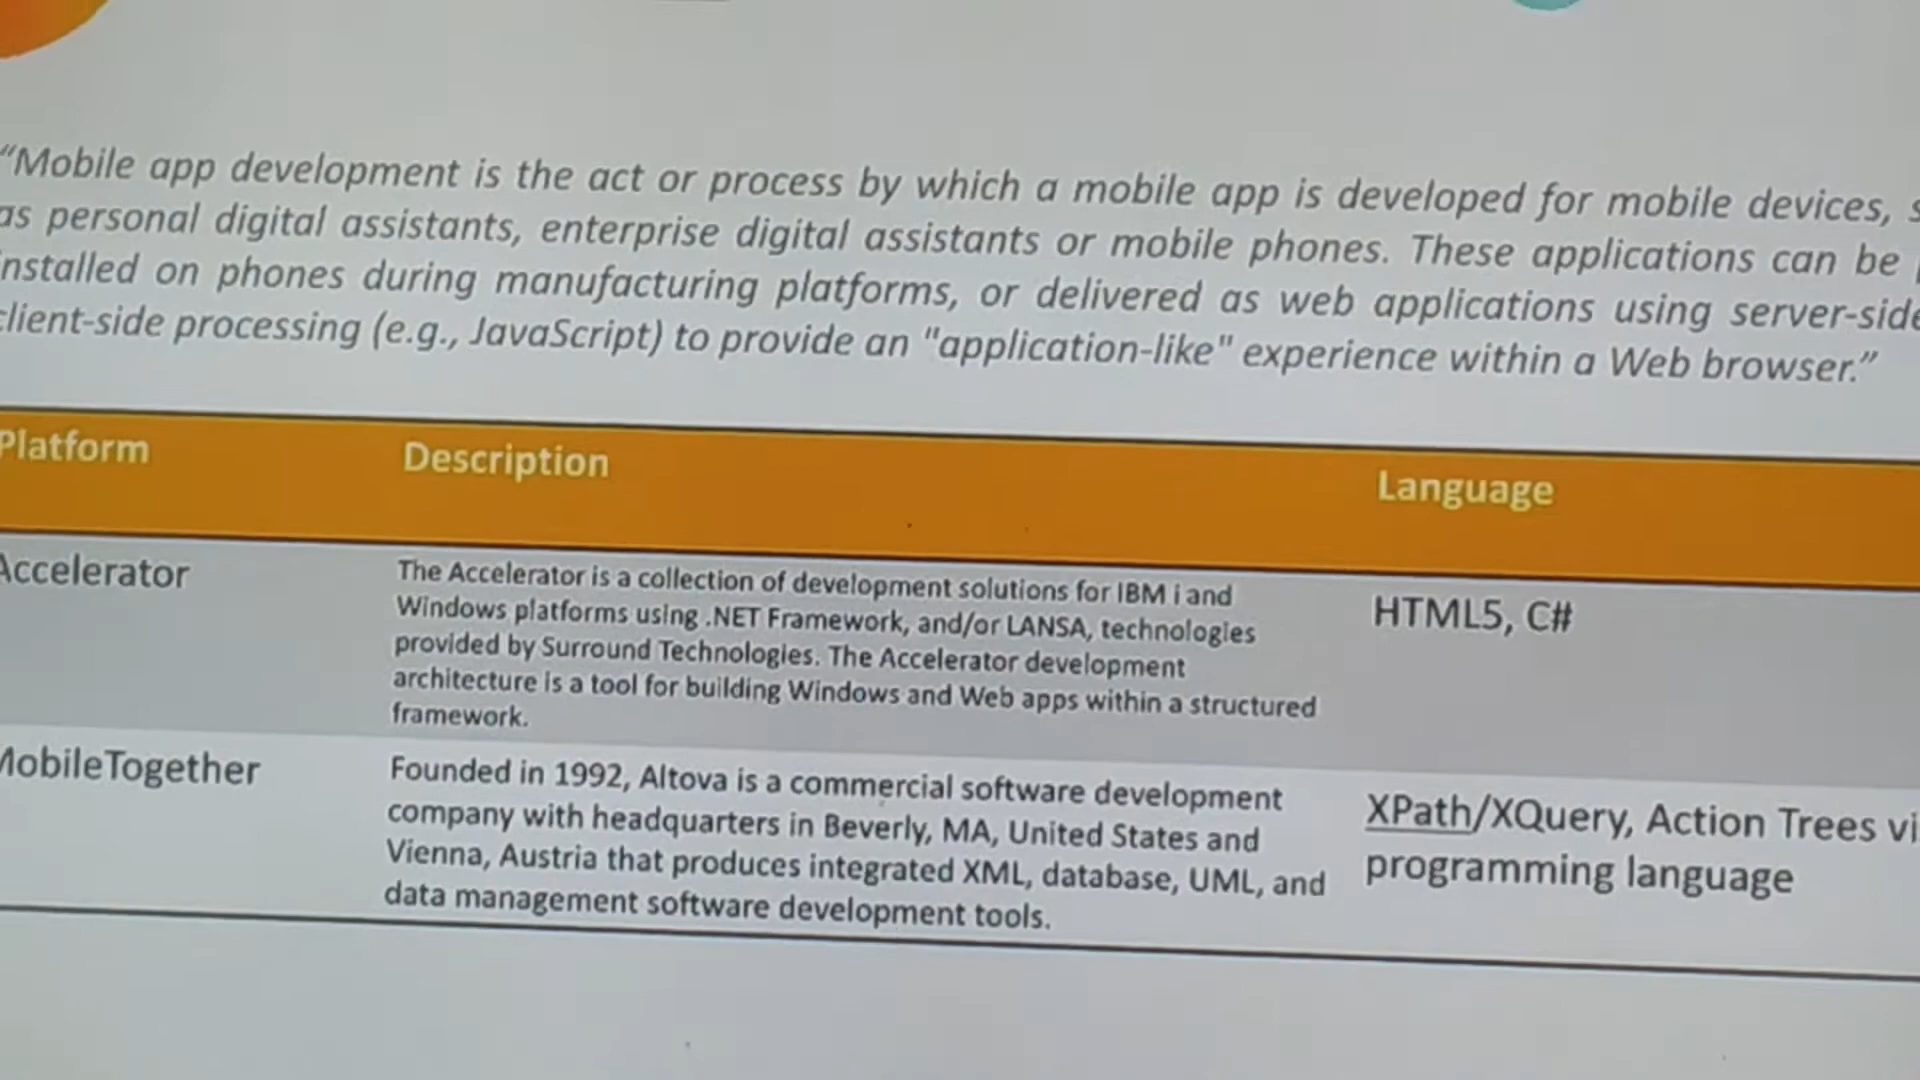 “Mobile app development is the act or process by which a mobile app is developed for mobile devices,
as personal digital assistants, enterprise digital assistants or mobile phones. These applications can be
installed on phones during manufacturing platforms, or delivered as web applications using server-side
client-side processing (e.g., JavaScript) to provide an "application-like" experience within a Web browser.”
Platform
Description
Language
Accelerator
The Accelerator is a collection of development solutions for IBM i and
Windows platforms using .NET Framework, and/or LANSA, technologies
provided by Surround Technologies. The Accelerator development
architecture is a tool for building Windows and Web apps within a structured
framework.
HTML5, C#
MobileTogether
Founded in 1992, Altova is a commercial software development
company with headquarters in Beverly, MA, United States and
Vienna, Austria that produces integrated XML, database, UML, and
data management software development tools.
XPath/XQuery, Action Trees
programming language